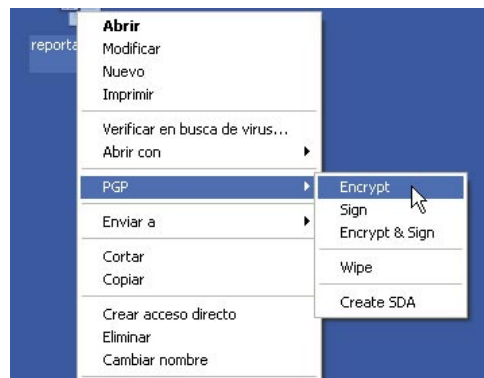 Abrir
Modificar
Nuevo
Imprimir
Verificar en busca de virus...
Abrir con
PGP
Enviar a
Cortar
Copiar
Crear acceso directo
Eliminar
Cambiar nombre
Encrypt
Sign
Encrypt & Sign
Wipe
Create SDA